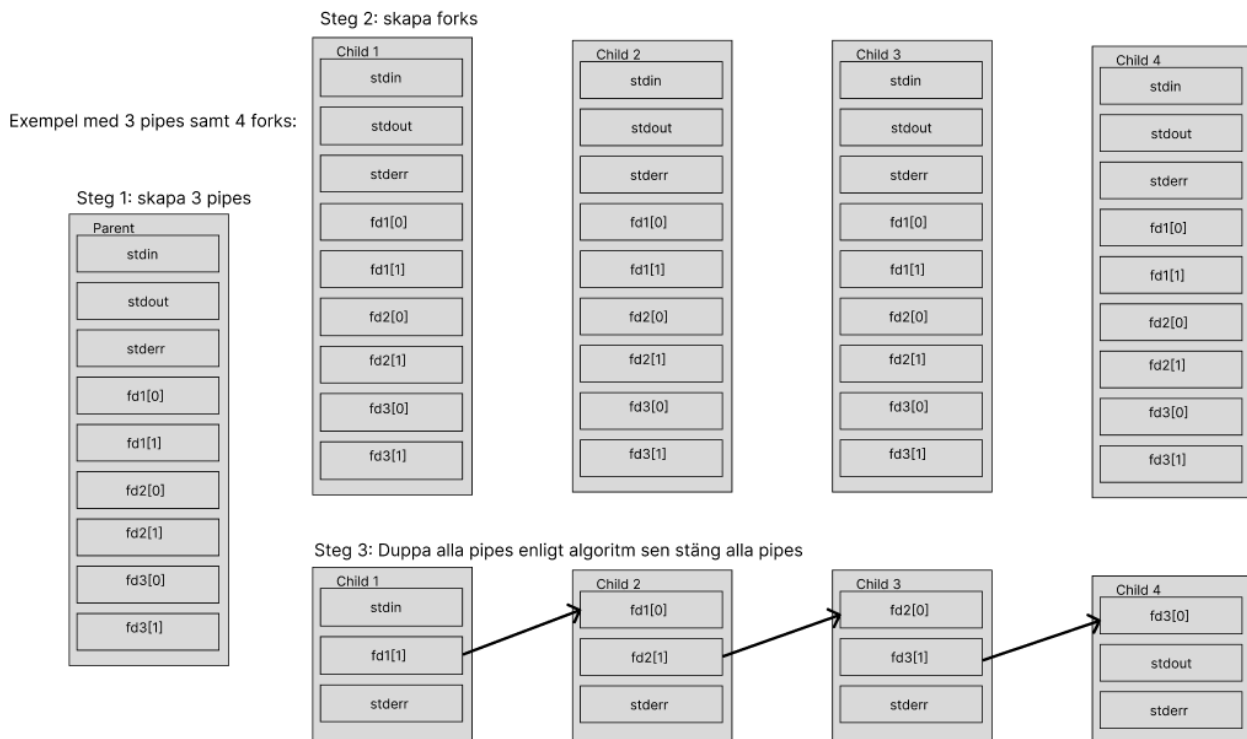 Exempel med 3 pipes samt 4 forks:
Steg 1: skapa 3 pipes
Parent
stdin
stdout
stderr
fd1[0]
fd1[1]
fd2[0]
fd2[1]
fd3[0]
fd3[1]
Steg 2: skapa forks
Child 1
stdin
stdout
stderr
fd1[0]
fd1[1]
fd2[0]
fd2[1]
fd3[0]
fd3[1]
Child 2
stdin
stdout
stderr
fd1[0]
fd1[1]
fd2[0]
fd2[1]
fd3[0]
fd3[1]
Child 3
stdin
stdout
stderr
fd1[0]
fd1[1]
fd2[0]
fd2[1]
fd3[0]
fd3[1]
Child 4
stdin
stdout
stderr
fd1[0]
fd1[1]
fd2[0]
fd2[1]
fd3[0]
fd3[1]
Steg 3: Duppa alla pipes enligt algoritm sen stäng alla pipes
Child 1
stdin
fd1[1]
stderr
Child 2
fd1[0]
fd2[1]
stderr
Child 3
fd2[0]
fd3[1]
stderr
Child 4
fd3[0]
stdout
stderr